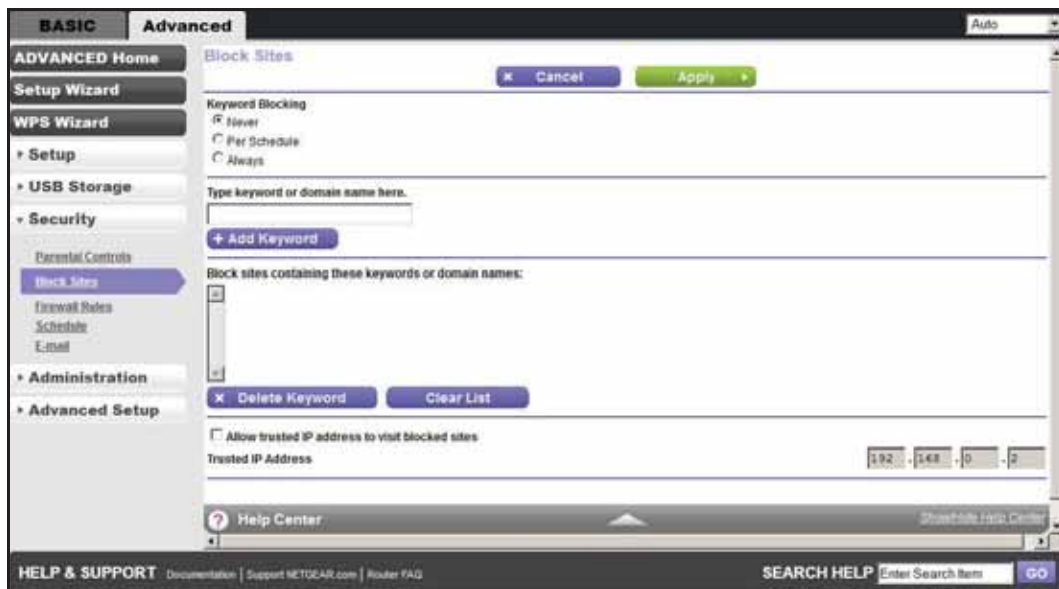 BASIC Advanced Auto
ADVANCED Home
Setup Wizard
WPS Wizard
Setup
USB Storage
Security
Parental Controls
Block Sites
Firewall Rules
Schedule
E-mail
Administration
Advanced Setup
Block Sites
Cancel Apply
Keyword Blocking
Never
Per Schedule
Always
Type keyword or domain name here.
+ Add Keyword
Block sites containing these keywords or domain names:
Delete Keyword Clear List
Allow trusted IP address to visit blocked sites
Trusted IP Address 192 . 168 . 0 . 2
? Help Center Show/Hide Help Center
HELP & SUPPORT Documentation | Support NETGEAR.com | Router FAQ SEARCH HELP Enter Search Item GO